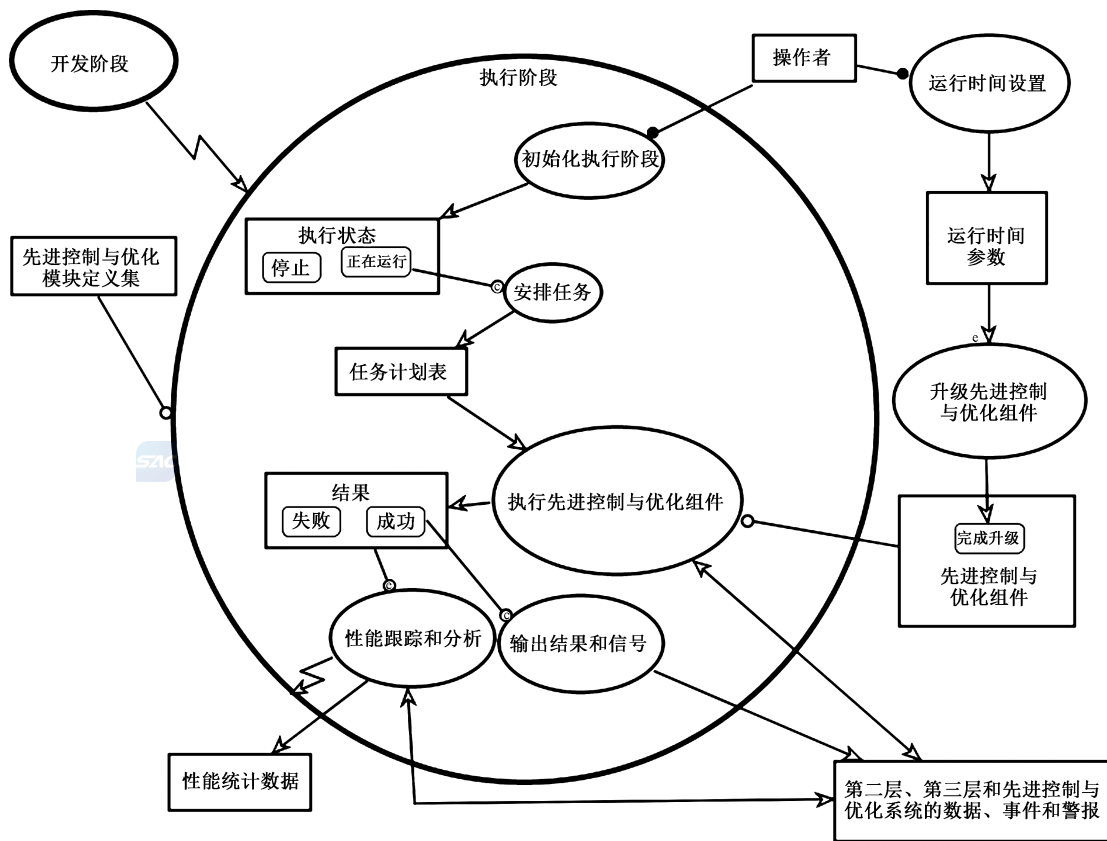 开发阶段
执行阶段
操作者
运行时间设置
初始化执行阶段
执行状态
停止
正在运行
先进控制与优化
模块定义集
c
安排任务
运行时间
参数
任务计划表
e
升级先进控制
与优化组件
SAC
结果
失败
成功
执行先进控制与优化组件
完成升级
先进控制与
优化组件
c
c
性能跟踪和分析
输出结果和信号
性能统计数据
第二层、第三层和先进控制与
优化系统的数据、事件和警报